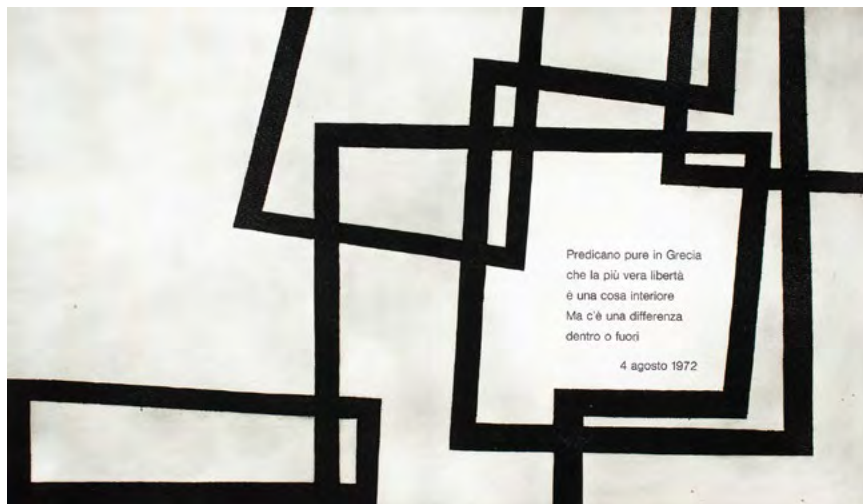 Predicano pure in Grecia
che la più vera libertà
è una cosa interiore
Ma c'è una differenza
dentro o fuori
4 agosto 1972